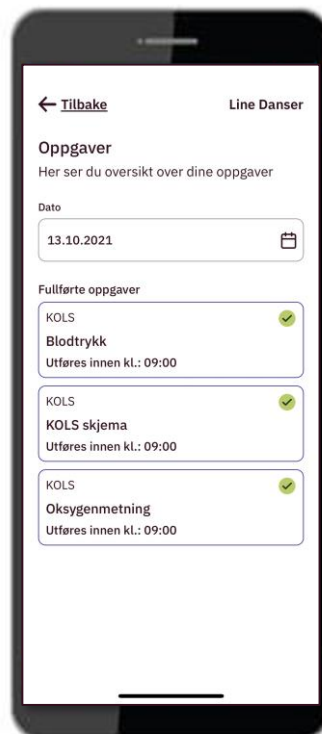 Tilbake Line Danser
Oppgaver
Her ser du oversikt over dine oppgaver
Dato
13.10.2021
Fullførte oppgaver
KOLS
Blodtrykk
Utføres innen kl.: 09:00
KOLS
KOLS skjema
Utføres innen kl.: 09:00
KOLS
Oksygenmetning
Utføres innen kl.: 09:00